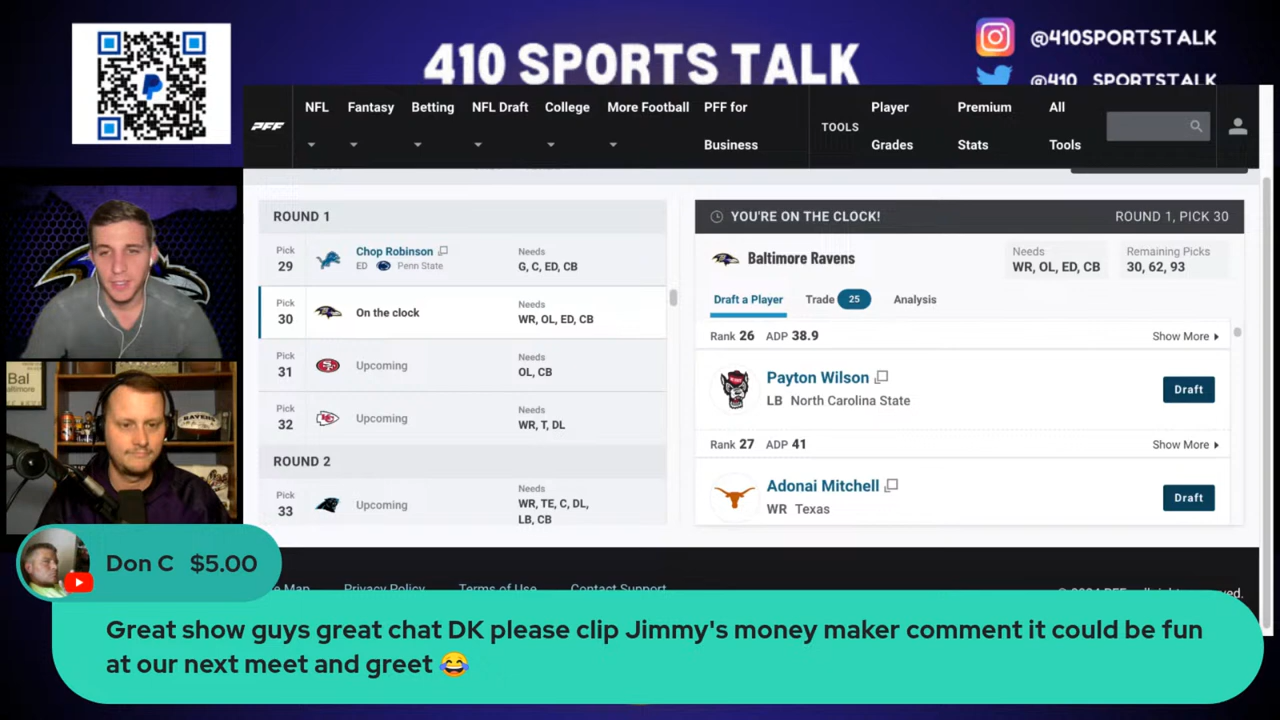 410 SPORTS TALK
@410SPORTSTALK
@410_SPORTSTALK
PFF
NFL
Fantasy
Betting
NFL Draft
College
More Football
PFF for Business
TOOLS
Player Grades
Premium Stats
All Tools
ROUND 1
Pick 29
Chop Robinson
ED Penn State
Needs
G, C, ED, CB
Pick 30
On the clock
Needs
WR, OL, ED, CB
Pick 31
Upcoming
Needs
OL, CB
Pick 32
Upcoming
Needs
WR, T, DL
ROUND 2
Pick 33
Upcoming
Needs
WR, TE, C, DL,
LB, CB
YOU'RE ON THE CLOCK!
ROUND 1, PICK 30
Baltimore Ravens
Needs
WR, OL, ED, CB
Remaining Picks
30, 62, 93
Draft a Player
Trade 25
Analysis
Rank 26 ADP 38.9
Show More
Payton Wilson
LB North Carolina State
Draft
Rank 27 ADP 41
Show More
Adonai Mitchell
WR Texas
Draft
Bal
Map
Privacy Policy
Terms of Use
Contact Support
Don C $5.00
Great show guys great chat DK please clip Jimmy's money maker comment it could be fun
at our next meet and greet 😂